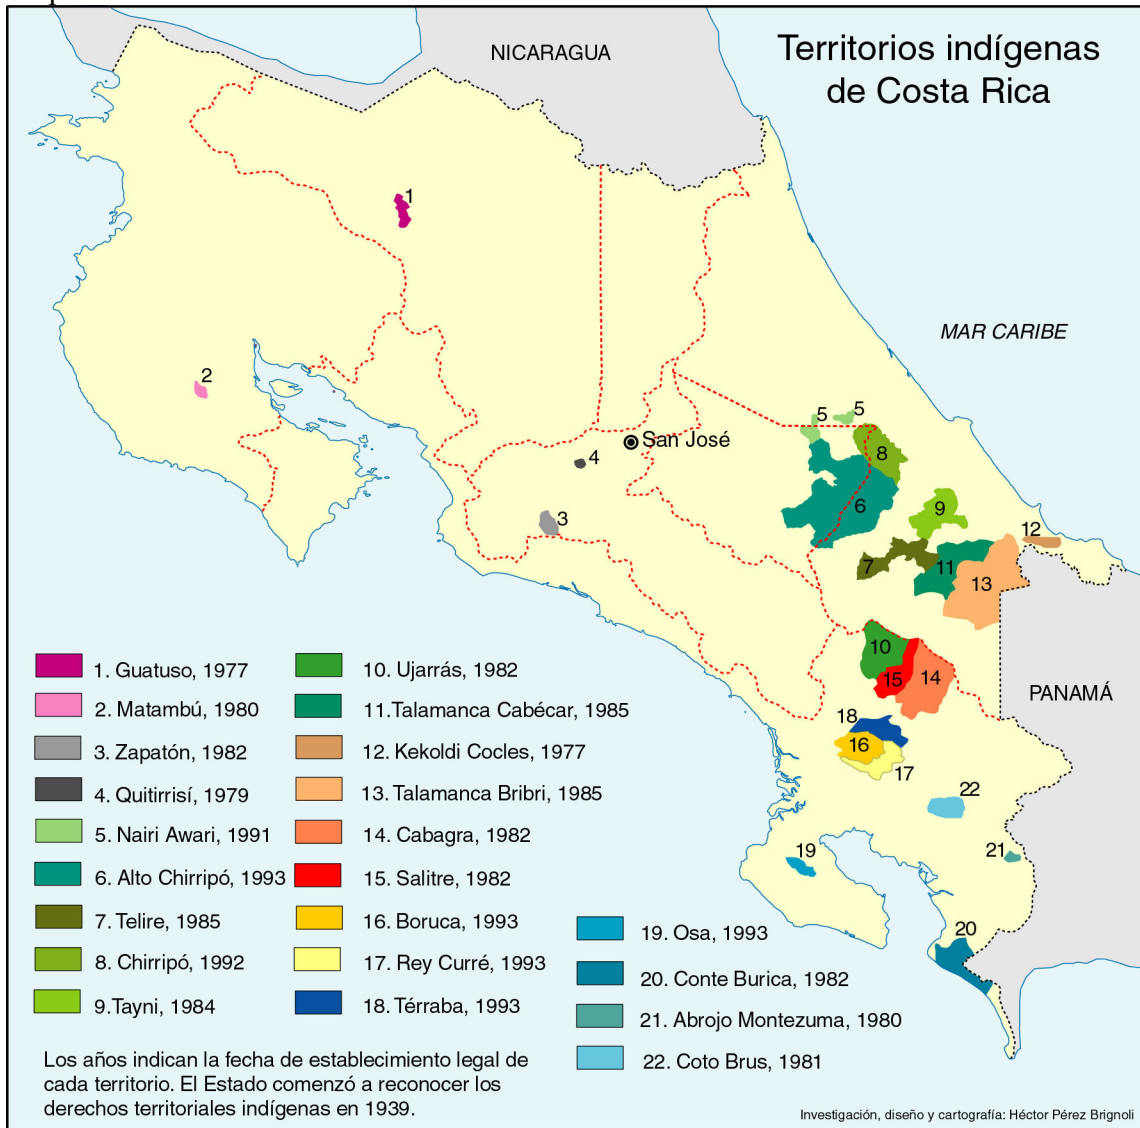 NICARAGUA
Territorios indígenas
de Costa Rica
1
MAR CARIBE
2
5
5
San José
8
4
6
9
3
12
7
11
13
10
15
14
PANAMÁ
18
16
17
22
19
21
20
1. Guatuso, 1977
2. Matambú, 1980
3. Zapatón, 1982
4. Quitirrisí, 1979
5. Nairi Awari, 1991
6. Alto Chirripó, 1993
7. Telire, 1985
8. Chirripó, 1992
9.Tayni, 1984
10. Ujarrás, 1982
11.Talamanca Cabécar, 1985
12. Kekoldi Cocles, 1977
13. Talamanca Bribri, 1985
14. Cabagra, 1982
15. Salitre, 1982
16. Boruca, 1993
17. Rey Curré, 1993
18. Térraba, 1993
19. Osa, 1993
20. Conte Burica, 1982
21. Abrojo Montezuma, 1980
22. Coto Brus, 1981
Los años indican la fecha de establecimiento legal de
cada territorio. El Estado comenzó a reconocer los
derechos territoriales indígenas en 1939.
Investigación, diseño y cartografía: Héctor Pérez Brignoli